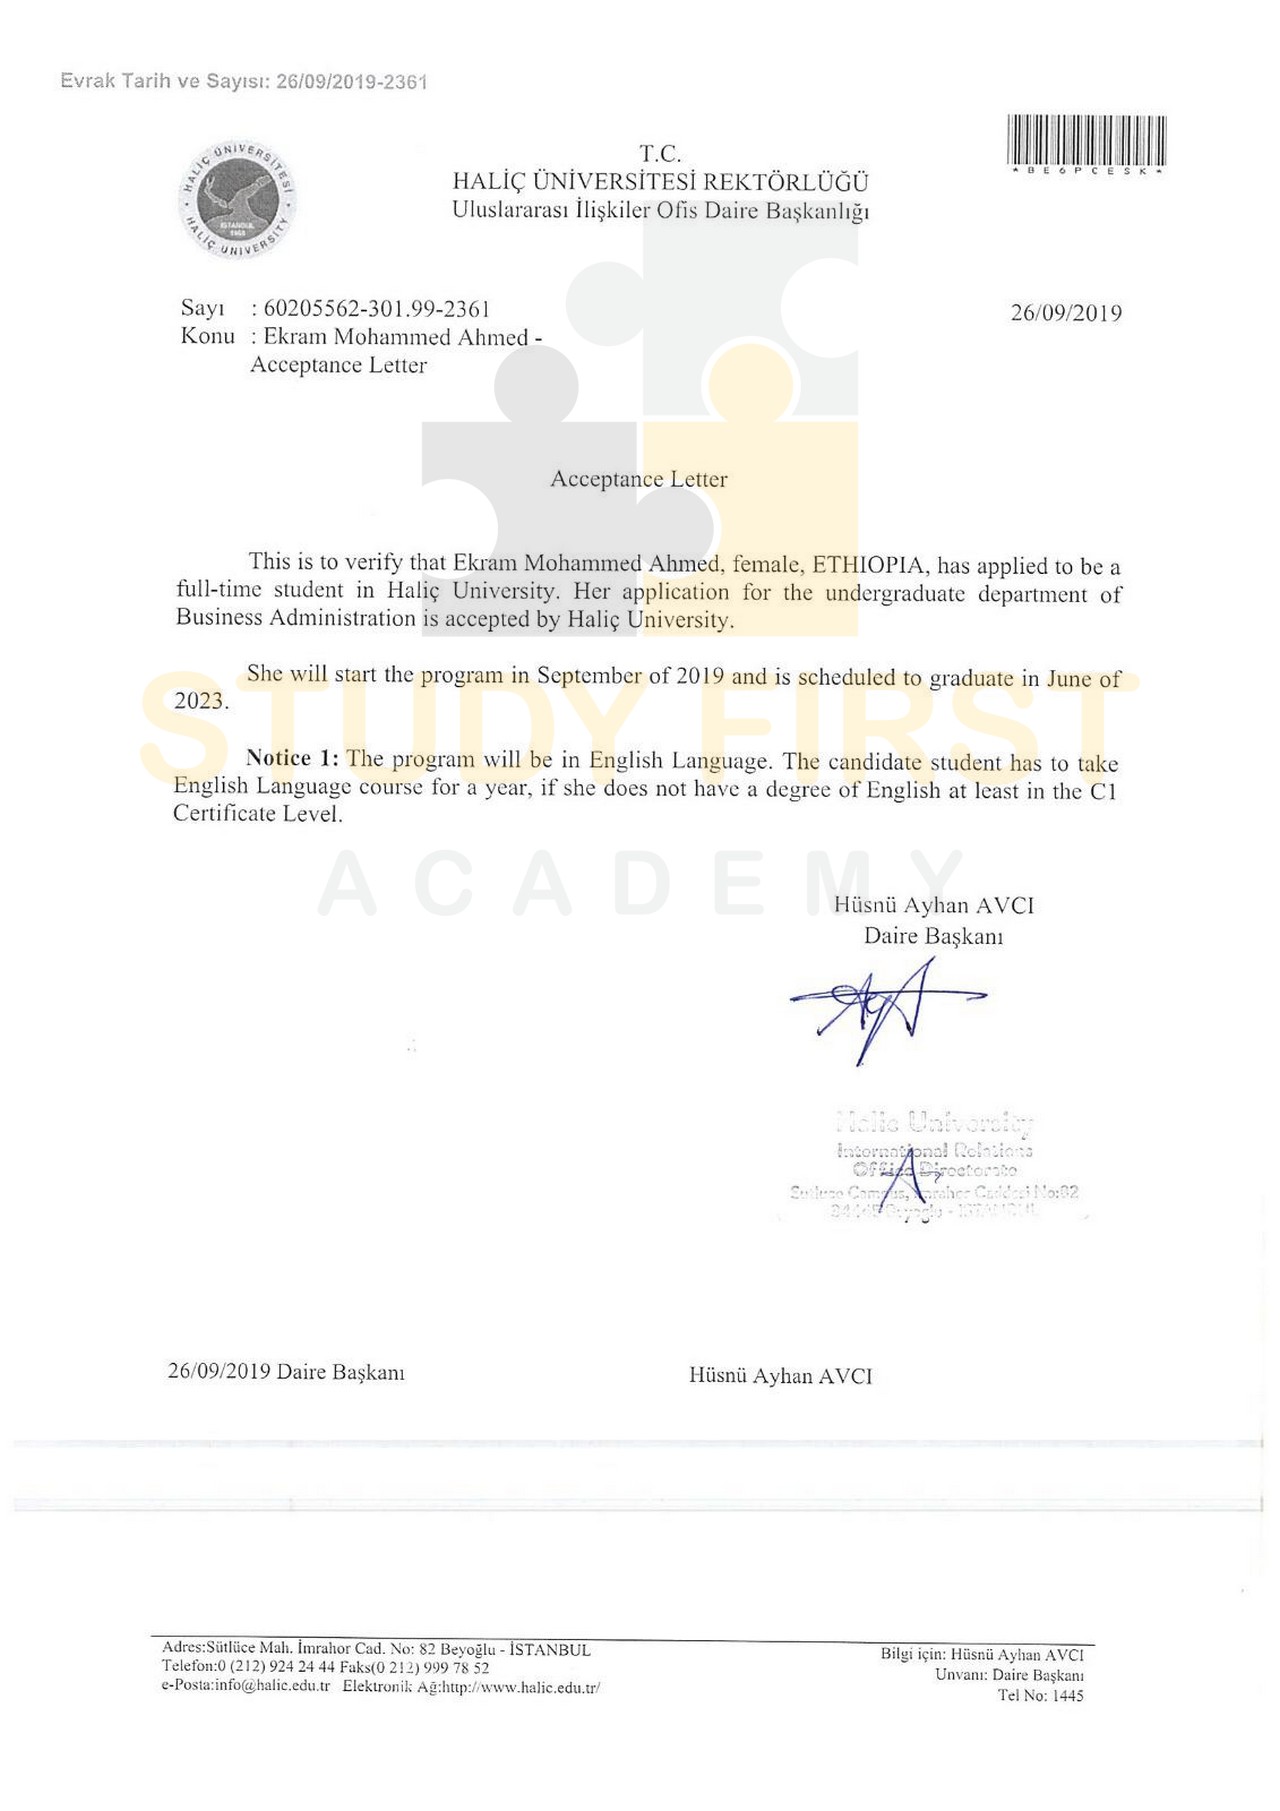 Evrak Tarih ve Sayısı: 26/09/2019-2361
*BE6PCESK*
HALİÇ ÜNİVERSİTESİ
İSTANBUL
HALİÇ UNIVERSITY
T.C.
HALİÇ ÜNİVERSİTESİ REKTÖRLÜĞÜ
Uluslararası İlişkiler Ofis Daire Başkanlığı
Sayı : 60205562-301.99-2361
26/09/2019
Konu : Ekram Mohammed Ahmed -
Acceptance Letter
Acceptance Letter
This is to verify that Ekram Mohammed Ahmed, female, ETHIOPIA, has applied to be a
full-time student in Haliç University. Her application for the undergraduate department of
Business Administration is accepted by Haliç University.
She will start the program in September of 2019 and is scheduled to graduate in June of
2023.
STUDY FIRST
Notice 1: The program will be in English Language. The candidate student has to take
English Language course for a year, if she does not have a degree of English at least in the C1
Certificate Level.
ACADEMY
Hüsnü Ayhan AVCI
Daire Başkanı
Halic University
International Relations
Office Directorate
No:82
26/09/2019 Daire Başkanı
Hüsnü Ayhan AVCI
Adres:Sütlüce Mah. İmrahor Cad. No: 82 Beyoğlu - İSTANBUL
Telefon:0 (212) 924 24 44 Faks(0 212) 999 78 52
e-Posta:info@halic.edu.tr Elektronik Ağ:http://www.halic.edu.tr/
Bilgi için: Hüsnü Ayhan AVCI
Unvanı: Daire Başkanı
Tel No: 1445